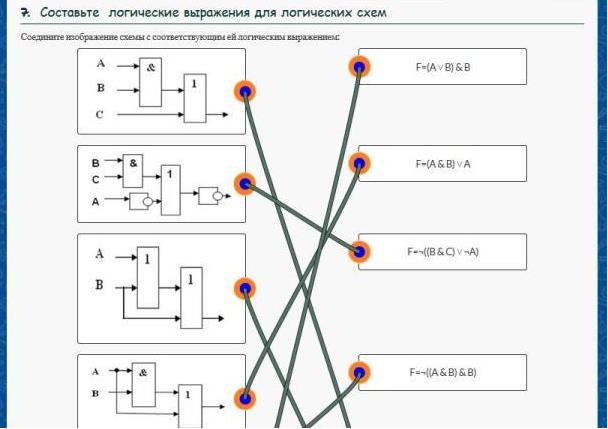 7. Составьте логические выражения для логических схем
Соедините изображение схемы с соответствующим ей логическим выражением:
A
&
B
1
C
F=(A ∨ B) & B
B
&
C
1
A
F=(A & B) ∨ A
A
1
B
1
F=¬((B & C) ∨ ¬A)
A
&
B
1
F=¬((A & B) & B)